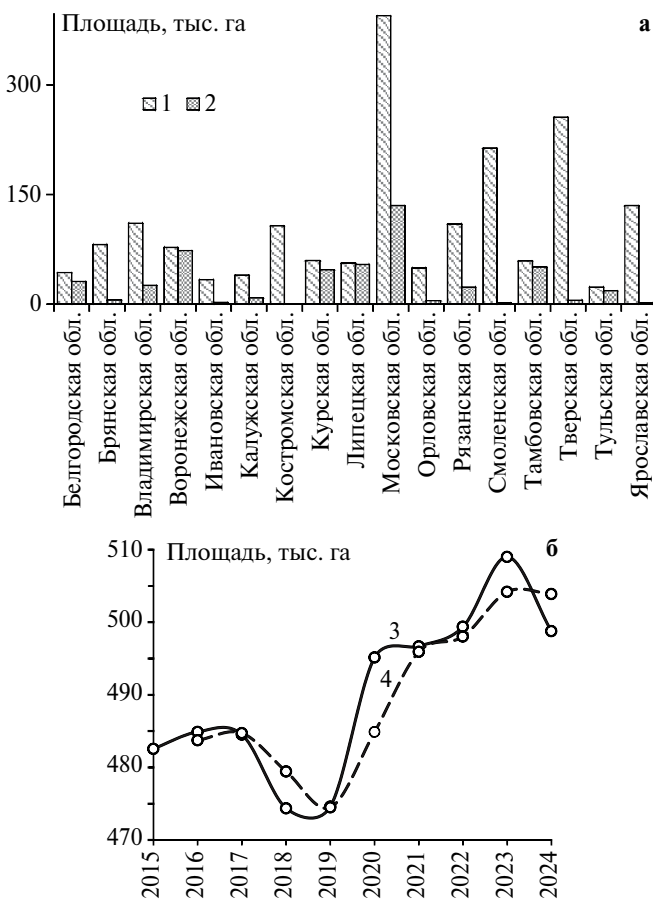 Площадь, тыс. га
а
300
1 2
150
0
Белгородская обл.
Брянская обл.
Владимирская обл.
Воронежская обл.
Ивановская обл.
Калужская обл.
Костромская обл.
Курская обл.
Липецкая обл.
Московская обл.
Орловская обл.
Рязанская обл.
Смоленская обл.
Тамбовская обл.
Тверская обл.
Тульская обл.
Ярославская обл.
510
Площадь, тыс. га
б
500
3
490
4
480
470
2015
2016
2017
2018
2019
2020
2021
2022
2023
2024